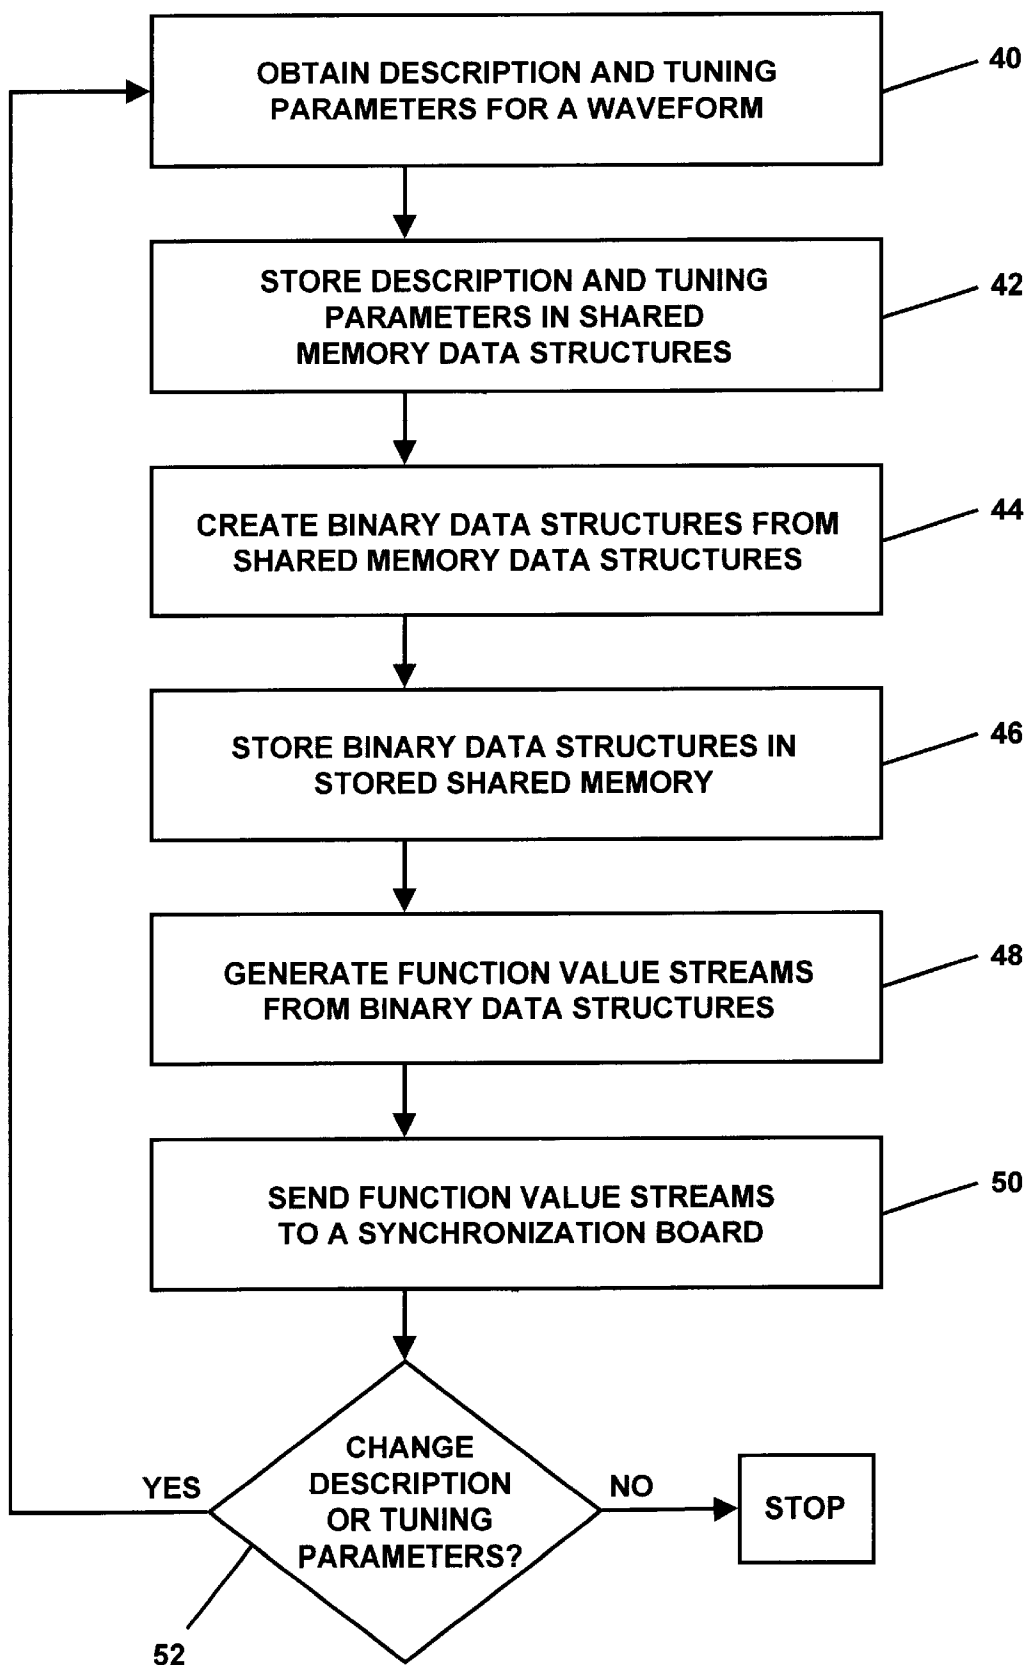 OBTAIN DESCRIPTION AND TUNING
PARAMETERS FOR A WAVEFORM
40
STORE DESCRIPTION AND TUNING
PARAMETERS IN SHARED
MEMORY DATA STRUCTURES
42
CREATE BINARY DATA STRUCTURES FROM
SHARED MEMORY DATA STRUCTURES
44
STORE BINARY DATA STRUCTURES IN
STORED SHARED MEMORY
46
GENERATE FUNCTION VALUE STREAMS
FROM BINARY DATA STRUCTURES
48
SEND FUNCTION VALUE STREAMS
TO A SYNCHRONIZATION BOARD
50
CHANGE
DESCRIPTION
OR TUNING
PARAMETERS?
YES
NO
STOP
52